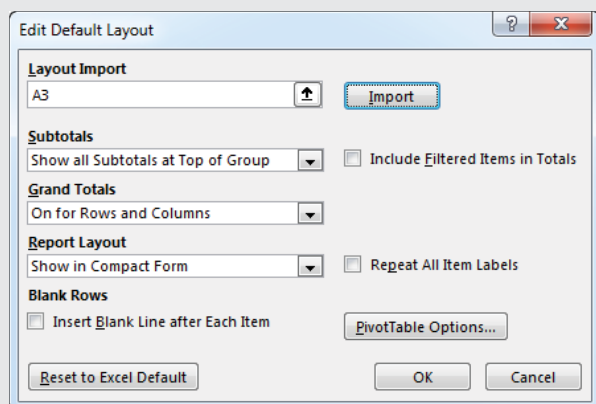 Edit Default Layout
?
Layout Import
A3
Import
Subtotals
Show all Subtotals at Top of Group
Include Filtered Items in Totals
Grand Totals
On for Rows and Columns
Report Layout
Show in Compact Form
Repeat All Item Labels
Blank Rows
Insert Blank Line after Each Item
PivotTable Options...
Reset to Excel Default
OK
Cancel